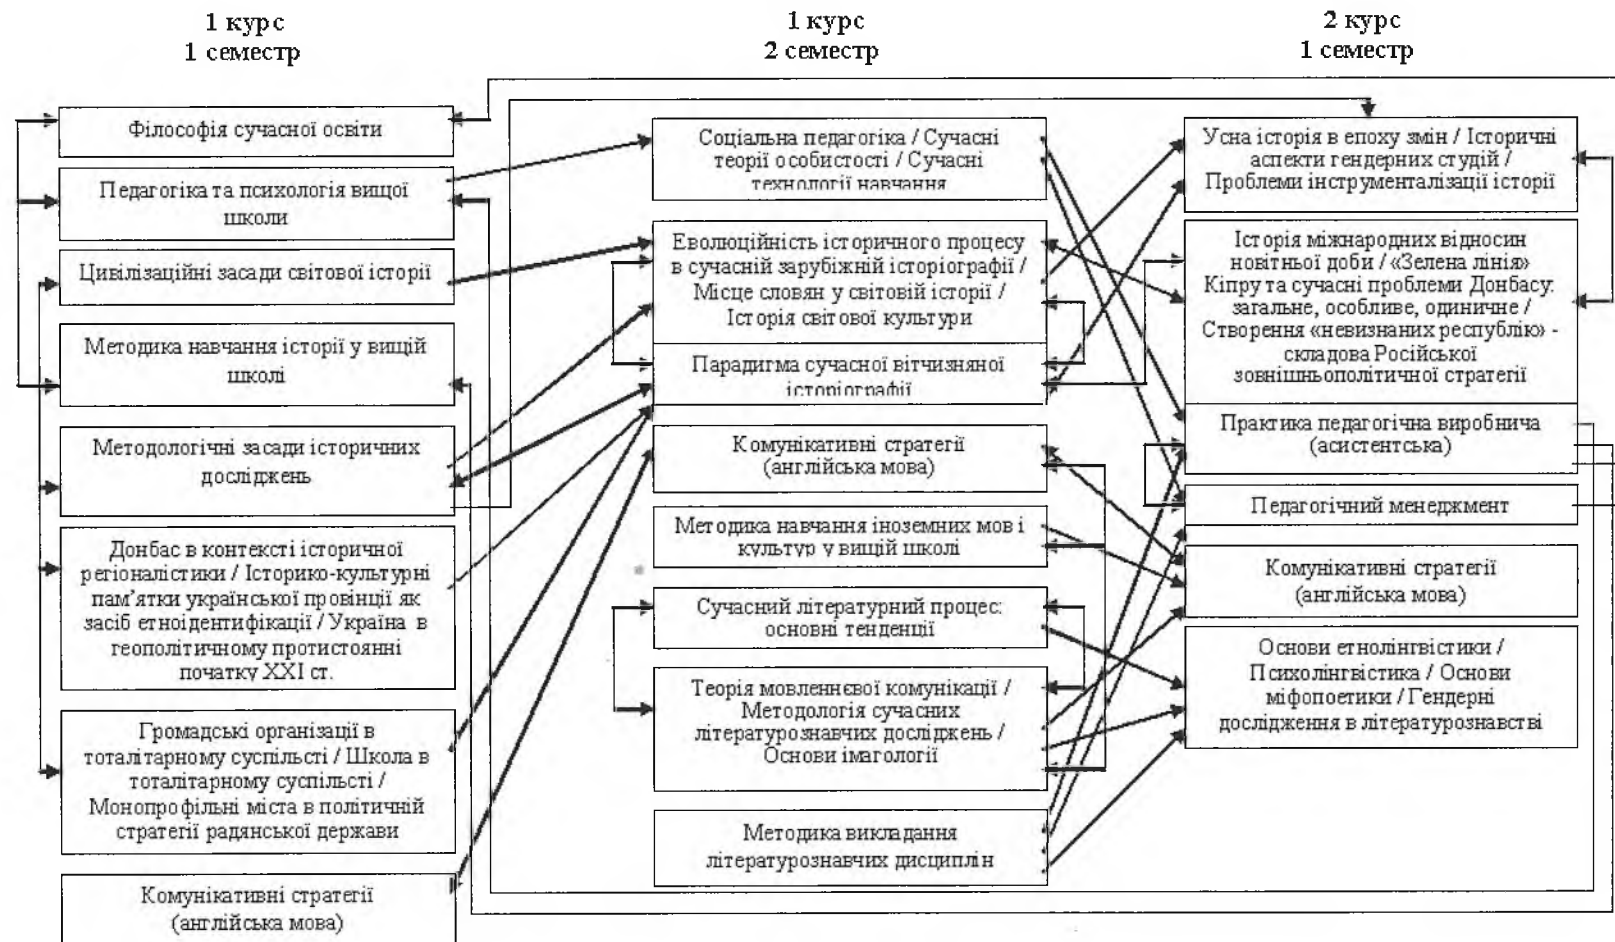 1 курс
1 семестр
1 курс
2 семестр
2 курс
1 семестр
Філософія сучасної освіти
Педагогіка та психологія вищої
школи
Цивілізаційні засади світової історії
Методика навчання історії у вищій
школі
Методологічні засади історичних
досліджень
Донбас в контексті історичної
регіоналістики / Історико-культурні
пам’ятки української провінції як
засіб етноідентифікації / Україна в
геополітичному протистоянні
початку ХХІ ст.
Громадські організації в
тоталітарному суспільстві / Школа в
тоталітарному суспільстві /
Монопрофільні міста в політичній
стратегії радянської держави
Комунікативні стратегії
(англійська мова)
Соціальна педагогіка / Сучасні
теорії особистості / Сучасні
технології навчання
Еволюційність історичного процесу
в сучасній зарубіжній історіографії /
Місце слов’ян у світовій історії /
Історія світової культури
Парадигма сучасної вітчизняної
історіографії
Комунікативні стратегії
(англійська мова)
Методика навчання іноземних мов і
культур у вищій школі
Сучасний літературний процес:
основні тенденції
Теорія мовленнєвої комунікації /
Методологія сучасних
літературознавчих досліджень /
Основи імагології
Методика викладання
літературознавчих дисциплін
Усна історія в епоху змін / Історичні
аспекти гендерних студій /
Проблеми інструменталізації історії
Історія міжнародних відносин
новітньої доби / «Зелена лінія»
Кіпру та сучасні проблеми Донбасу:
загальне, особливе, одиничне /
Створення «невизнаних республік» -
складова Російської
зовнішньополітичної стратегії
Практика педагогічна виробнича
(асистентська)
Педагогічний менеджмент
Комунікативні стратегії
(англійська мова)
Основи етнолінгвістики /
Психолінгвістика / Основи
міфопоетики / Гендерні
дослідження в літературознавстві